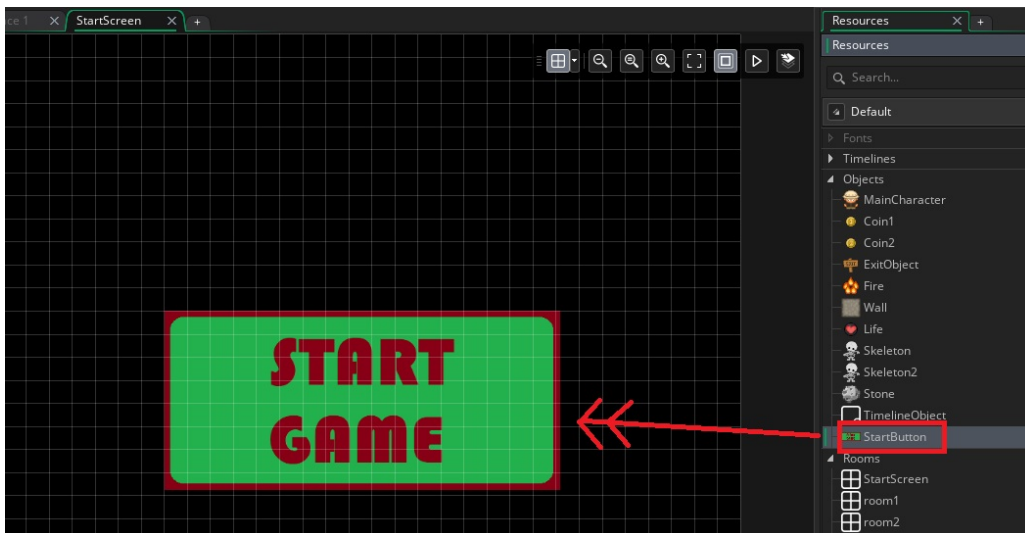 ce 1
StartScreen
Resources
Resources
Search...
Default
Fonts
Timelines
Objects
MainCharacter
Coin1
Coin2
ExitObject
Fire
Wall
Life
Skeleton
Skeleton2
Stone
TimelineObject
StartButton
Rooms
StartScreen
room1
room2
START
GAME